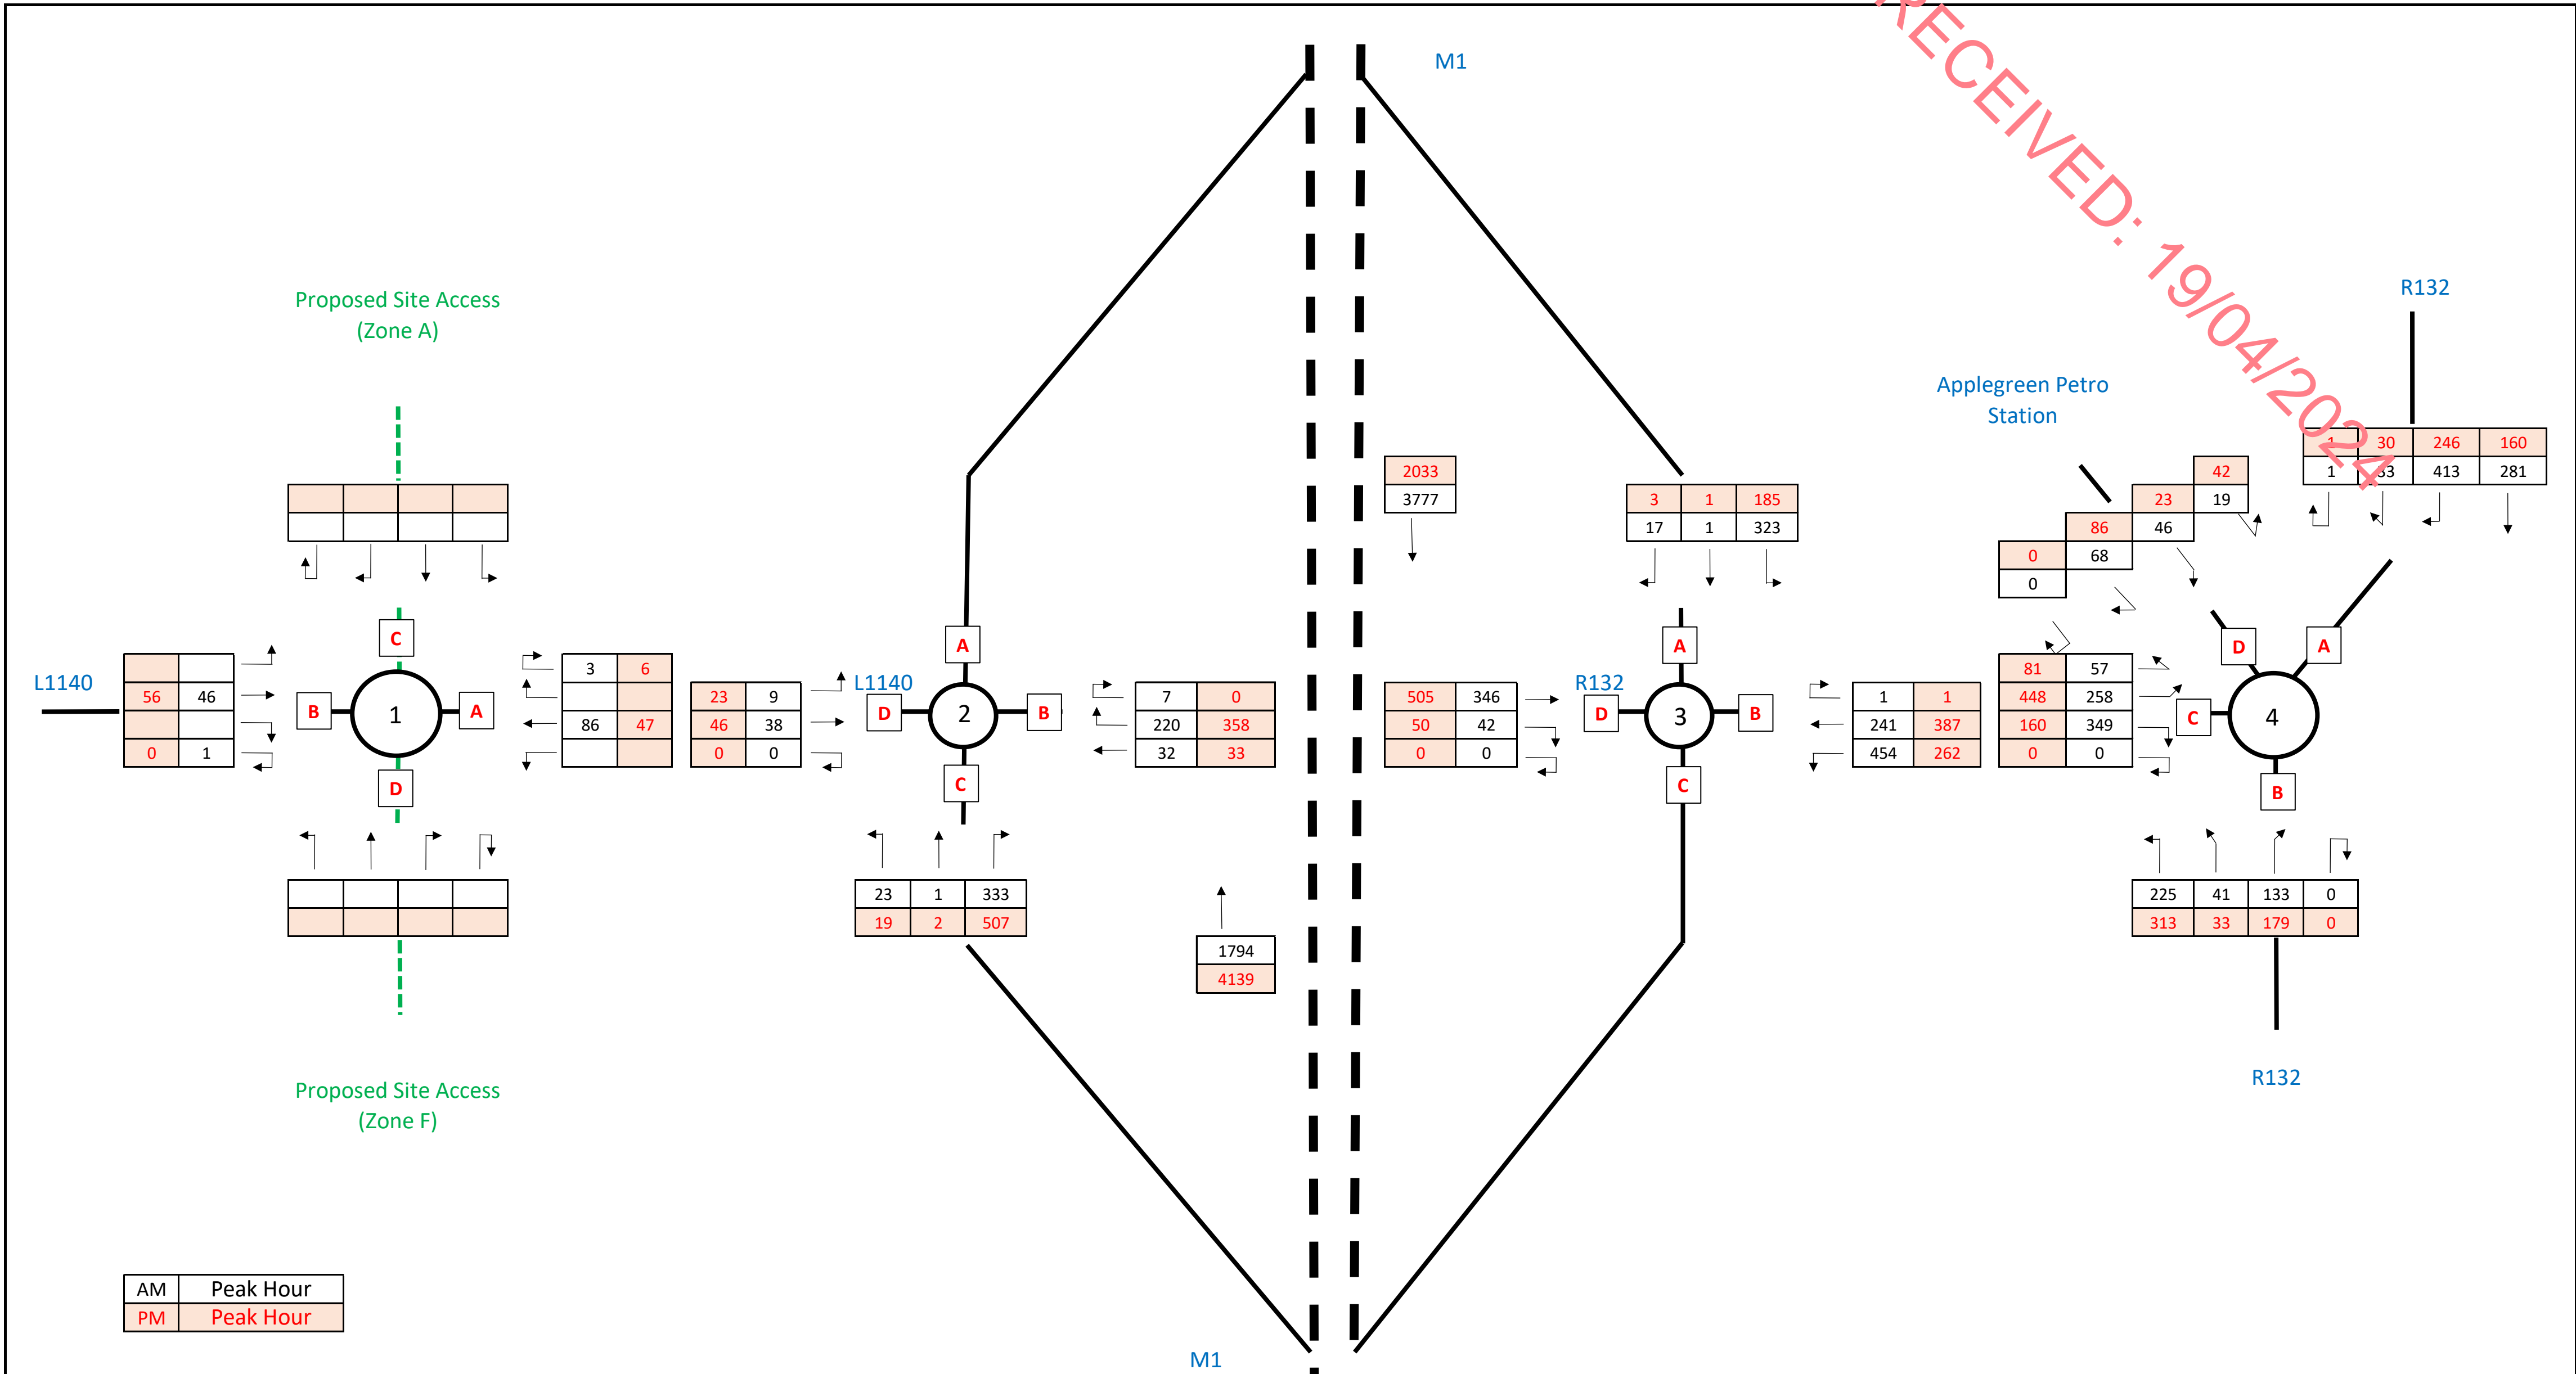 M1
RECEIVED: 19/04/2024
R132
Proposed Site Access
(Zone A)
Applegreen Petro
Station
1 30 246 160
1 413 281
2033
3777
3 1 185
17 1 323
42
23 19
86 46
0 68
0
C
A
A
D A
L1140
56 46
0 1
B 1 A
D
3 6
86 47
23 9
46 38
0 0
L1140
D 2 B
C
7 0
220 358
32 33
505 346
50 42
0 0
R132
D 3 B
C
1 1
241 387
454 262
81 57
448 258
160 349
0 0
C 4
B
23 1 333
19 2 507
1794
4139
225 41 133 0
313 33 179 0
R132
Proposed Site Access
(Zone F)
AM Peak Hour
PM Peak Hour
M1